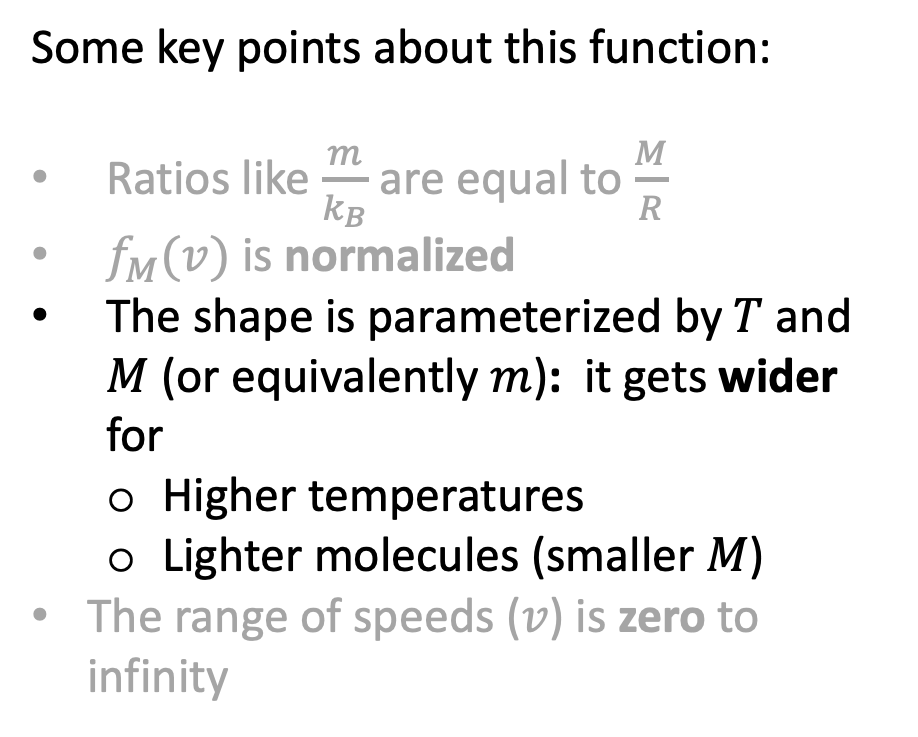 Some key points about this function:
• Ratios like m/k_B are equal to M/R
• f_M(v) is normalized
• The shape is parameterized by T and
M (or equivalently m): it gets wider
for
o Higher temperatures
o Lighter molecules (smaller M)
• The range of speeds (v) is zero to
infinity